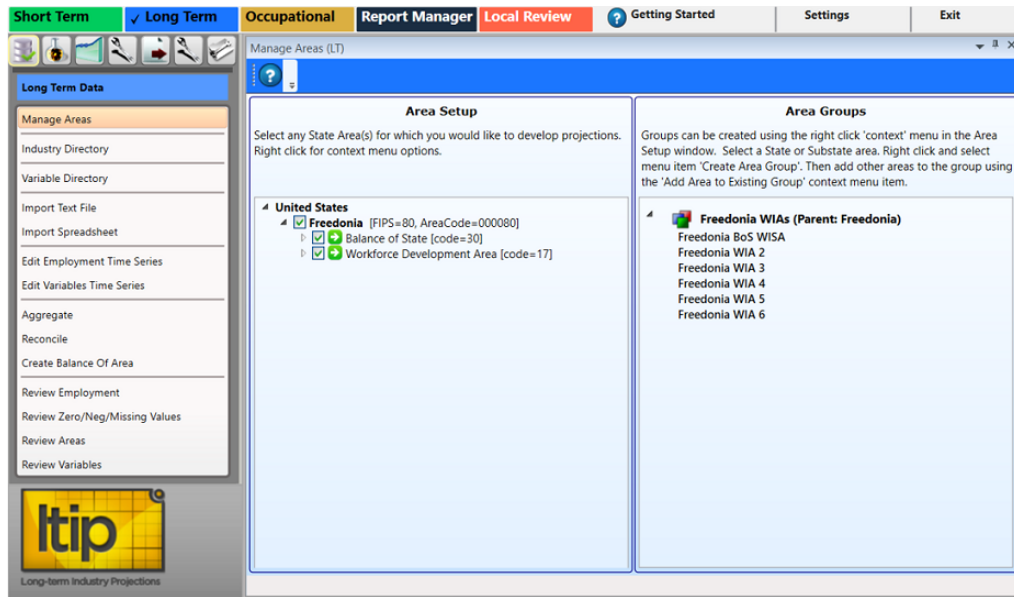 Short Term
✓ Long Term
Occupational
Report Manager
Local Review
? Getting Started
Settings
Exit
Long Term Data
Manage Areas
Industry Directory
Variable Directory
Import Text File
Import Spreadsheet
Edit Employment Time Series
Edit Variables Time Series
Aggregate
Reconcile
Create Balance Of Area
Review Employment
Review Zero/Neg/Missing Values
Review Areas
Review Variables
ltip
Long-term Industry Projections
Manage Areas (LT)
?
Area Setup
Select any State Area(s) for which you would like to develop projections.
Right click for context menu options.
United States
Freedonia [FIPS=80, AreaCode=000080]
Balance of State [code=30]
Workforce Development Area [code=17]
Area Groups
Groups can be created using the right click 'context' menu in the Area
Setup window. Select a State or Substate area. Right click and select
menu item 'Create Area Group'. Then add other areas to the group using
the 'Add Area to Existing Group' context menu item.
Freedonia WIAs (Parent: Freedonia)
Freedonia BoS WISA
Freedonia WIA 2
Freedonia WIA 3
Freedonia WIA 4
Freedonia WIA 5
Freedonia WIA 6